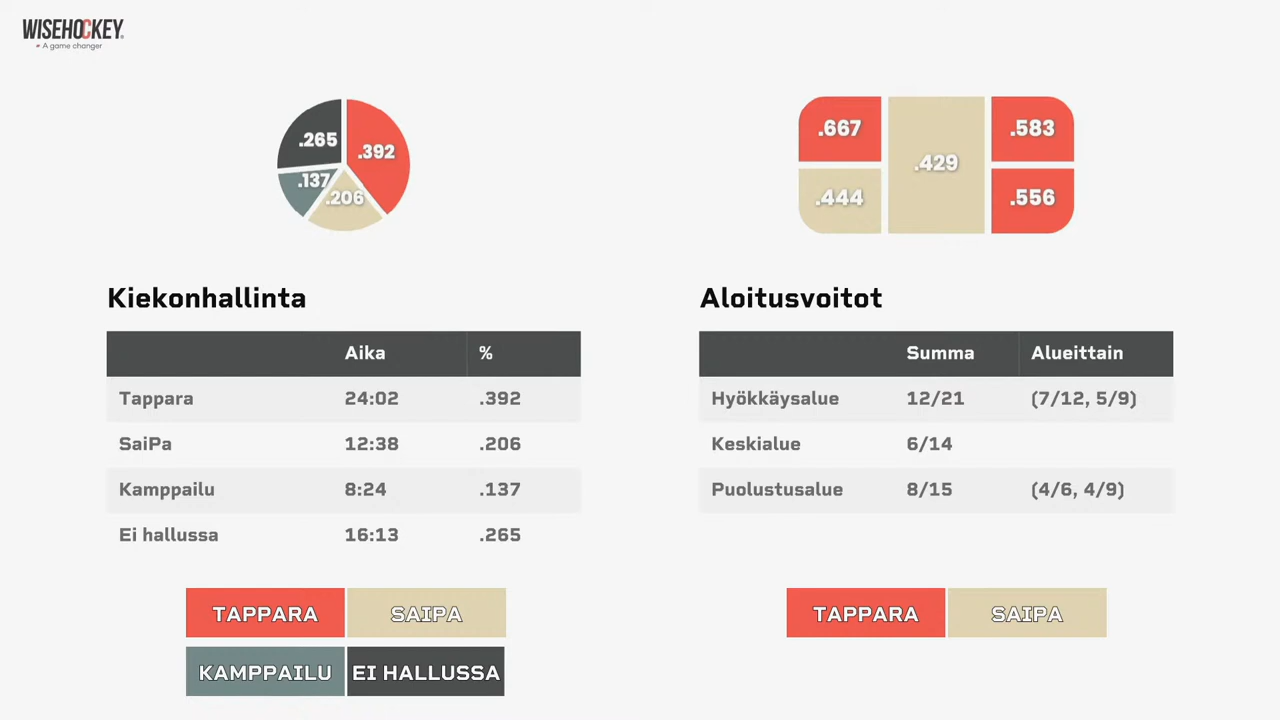 WISEHOCKEY
A game changer
.265
.392
.137
.206
.667
.429
.583
.444
.556
Kiekonhallinta
Aika %
Tappara 24:02 .392
SaiPa 12:38 .206
Kamppailu 8:24 .137
Ei hallussa 16:13 .265
TAPPARA SAIPA
KAMPPAILU EI HALLUSSA
Aloitusvoitot
Summa Alueittain
Hyökkäysalue 12/21 (7/12, 5/9)
Keskialue 6/14
Puolustusalue 8/15 (4/6, 4/9)
TAPPARA SAIPA